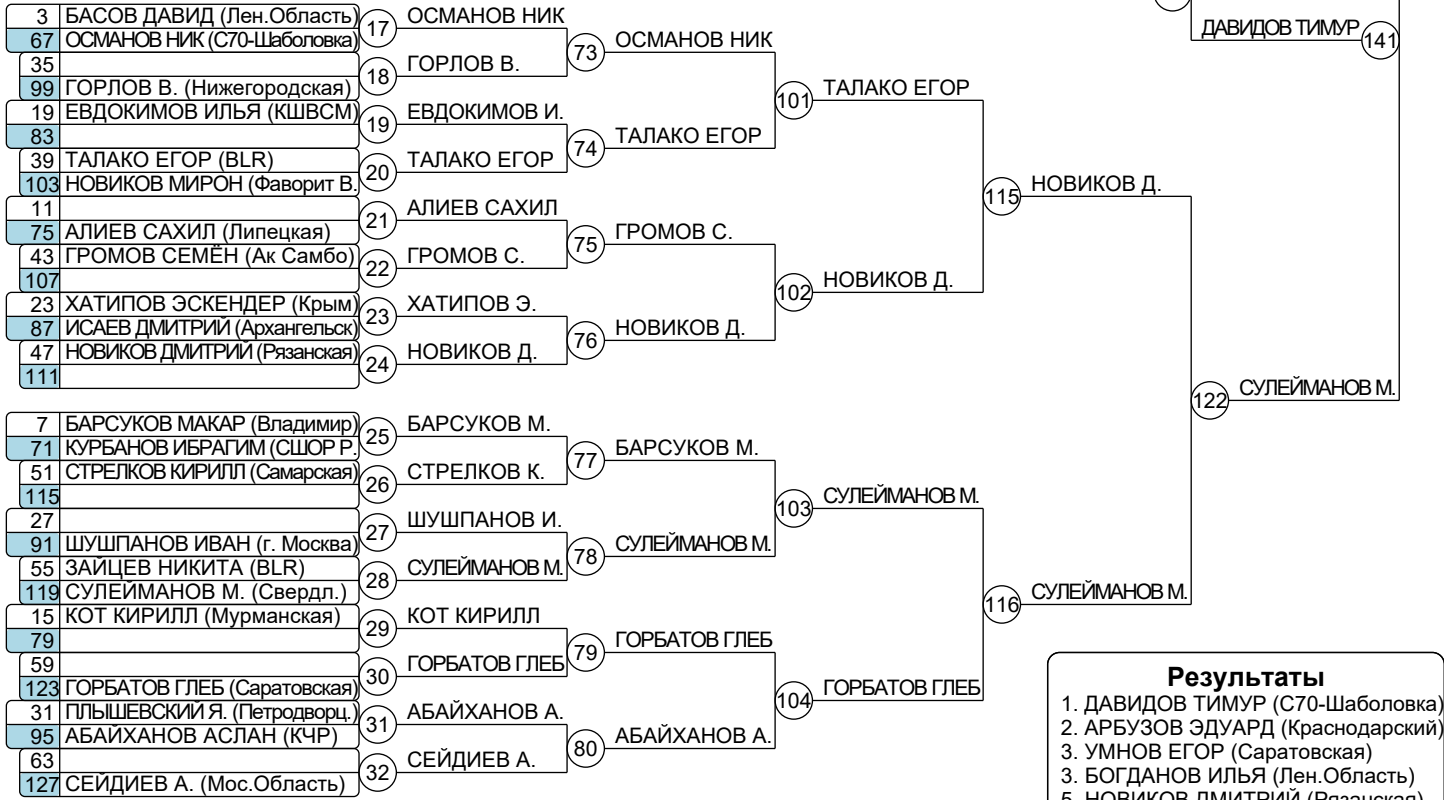 3 БАСОВ ДАВИД (Лен.Область)
67 ОСМАНОВ НИК (С70-Шаболовка)
35
99 ГОРЛОВ В. (Нижегородская)
19 ЕВДОКИМОВ ИЛЬЯ (КШВСМ)
83
39 ТАЛАКО ЕГОР (BLR)
103 НОВИКОВ МИРОН (Фаворит В.
11
75 АЛИЕВ САХИЛ (Липецкая)
43 ГРОМОВ СЕМЁН (Ак Самбо)
107
23 ХАТИПОВ ЭСКЕНДЕР (Крым)
87 ИСАЕВ ДМИТРИЙ (Архангельск)
47 НОВИКОВ ДМИТРИЙ (Рязанская)
111
7 БАРСУКОВ МАКАР (Владимир)
71 КУРБАНОВ ИБРАГИМ (СШОР Р.
51 СТРЕЛКОВ КИРИЛЛ (Самарская)
115
27
91 ШУШПАНОВ ИВАН (г. Москва)
55 ЗАЙЦЕВ НИКИТА (BLR)
119 СУЛЕЙМАНОВ М. (Свердл.)
15 КОТ КИРИЛЛ (Мурманская)
79
59
123 ГОРБАТОВ ГЛЕБ (Саратовская)
31 ПЛЫШЕВСКИЙ Я. (Петродворц.)
95 АБАЙХАНОВ АСЛАН (КЧР)
63
127 СЕЙДИЕВ А. (Мос.Область)
17 ОСМАНОВ НИК
18 ГОРЛОВ В.
19 ЕВДОКИМОВ И.
20 ТАЛАКО ЕГОР
21 АЛИЕВ САХИЛ
22 ГРОМОВ С.
23 ХАТИПОВ Э.
24 НОВИКОВ Д.
25 БАРСУКОВ М.
26 СТРЕЛКОВ К.
27 ШУШПАНОВ И.
28 СУЛЕЙМАНОВ М.
29 КОТ КИРИЛЛ
30 ГОРБАТОВ ГЛЕБ
31 АБАЙХАНОВ А.
32 СЕЙДИЕВ А.
73 ОСМАНОВ НИК
74 ТАЛАКО ЕГОР
75 ГРОМОВ С.
76 НОВИКОВ Д.
77 БАРСУКОВ М.
78 СУЛЕЙМАНОВ М.
79 ГОРБАТОВ ГЛЕБ
80 АБАЙХАНОВ А.
101 ТАЛАКО ЕГОР
102 НОВИКОВ Д.
103 СУЛЕЙМАНОВ М.
104 ГОРБАТОВ ГЛЕБ
115 НОВИКОВ Д.
116 СУЛЕЙМАНОВ М.
122 СУЛЕЙМАНОВ М.
ДАВИДОВ ТИМУР 141
Результаты
1. ДАВИДОВ ТИМУР (С70-Шаболовка)
2. АРБУЗОВ ЭДУАРД (Краснодарский)
3. УМНОВ ЕГОР (Саратовская)
3. БОГДАНОВ ИЛЬЯ (Лен.Область)
5. НОВИКОВ ДМИТРИЙ (Рязанская)